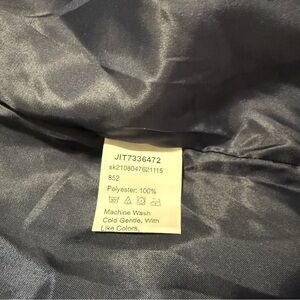 JIT7336472
sk2108047621115
852
Polyester: 100%
Machine Wash
Cold Gentle, With
Like Colors.